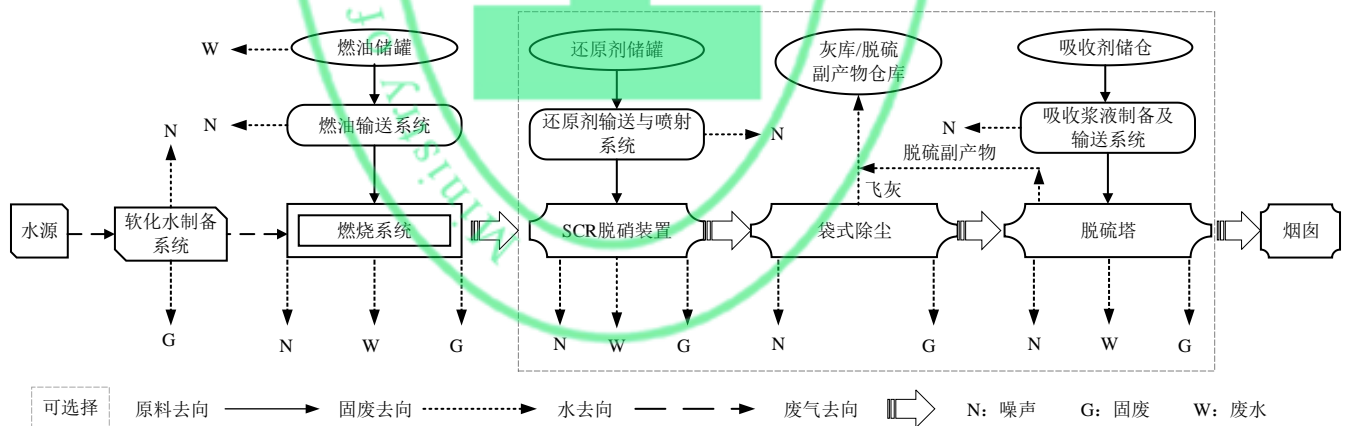 W
燃油储罐
还原剂储罐
灰库/脱硫
副产物仓库
吸收剂储仓
N
N
燃油输送系统
还原剂输送与喷射
系统
N
N
吸收浆液制备及
输送系统
脱硫副产物
飞灰
水源
软化水制备
系统
燃烧系统
SCR脱硝装置
袋式除尘
脱硫塔
烟囱
G
N
W
G
N
W
G
N
G
N
W
G
Ministry of
可选择
原料去向
固废去向
水去向
废气去向
N：噪声
G：固废
W：废水